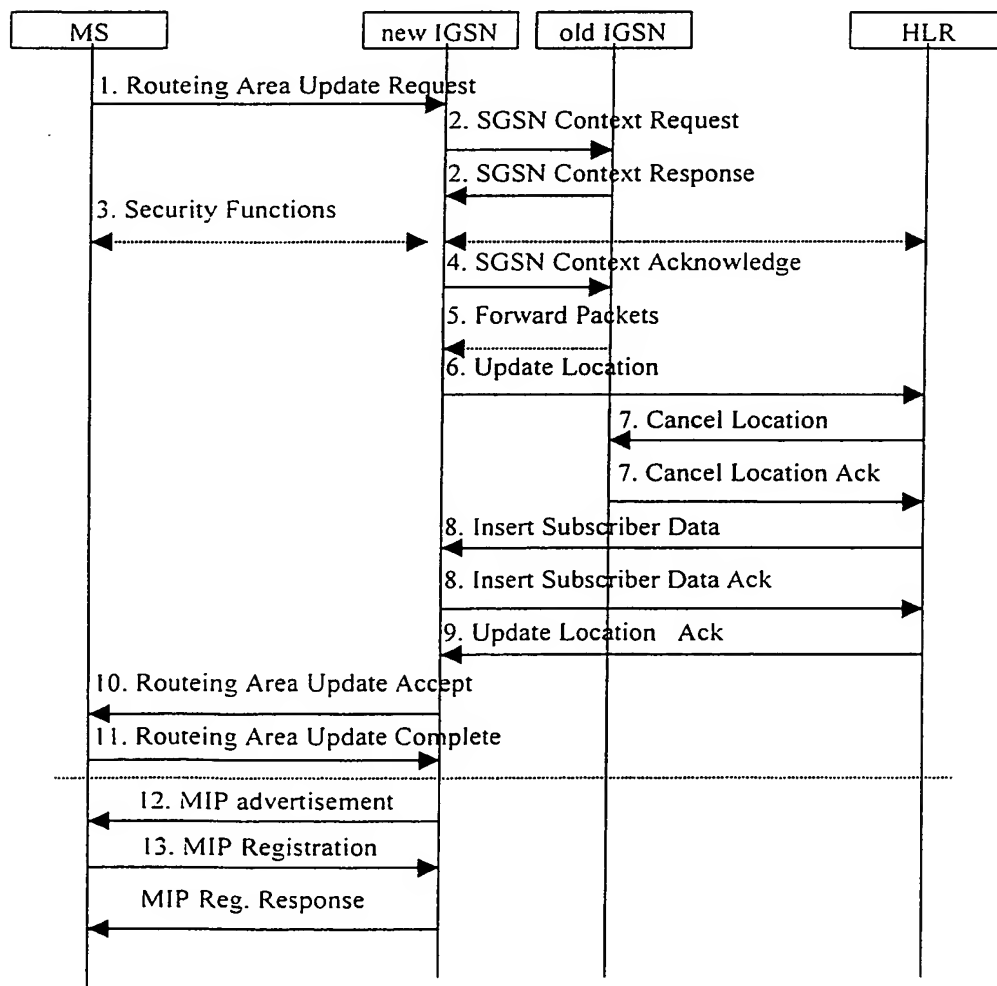 MS
new IGSN
old IGSN
HLR
1. Routeing Area Update Request
2. SGSN Context Request
2. SGSN Context Response
3. Security Functions
4. SGSN Context Acknowledge
5. Forward Packets
6. Update Location
7. Cancel Location
7. Cancel Location Ack
8. Insert Subscriber Data
8. Insert Subscriber Data Ack
9. Update Location Ack
10. Routeing Area Update Accept
11. Routeing Area Update Complete
12. MIP advertisement
13. MIP Registration
MIP Reg. Response